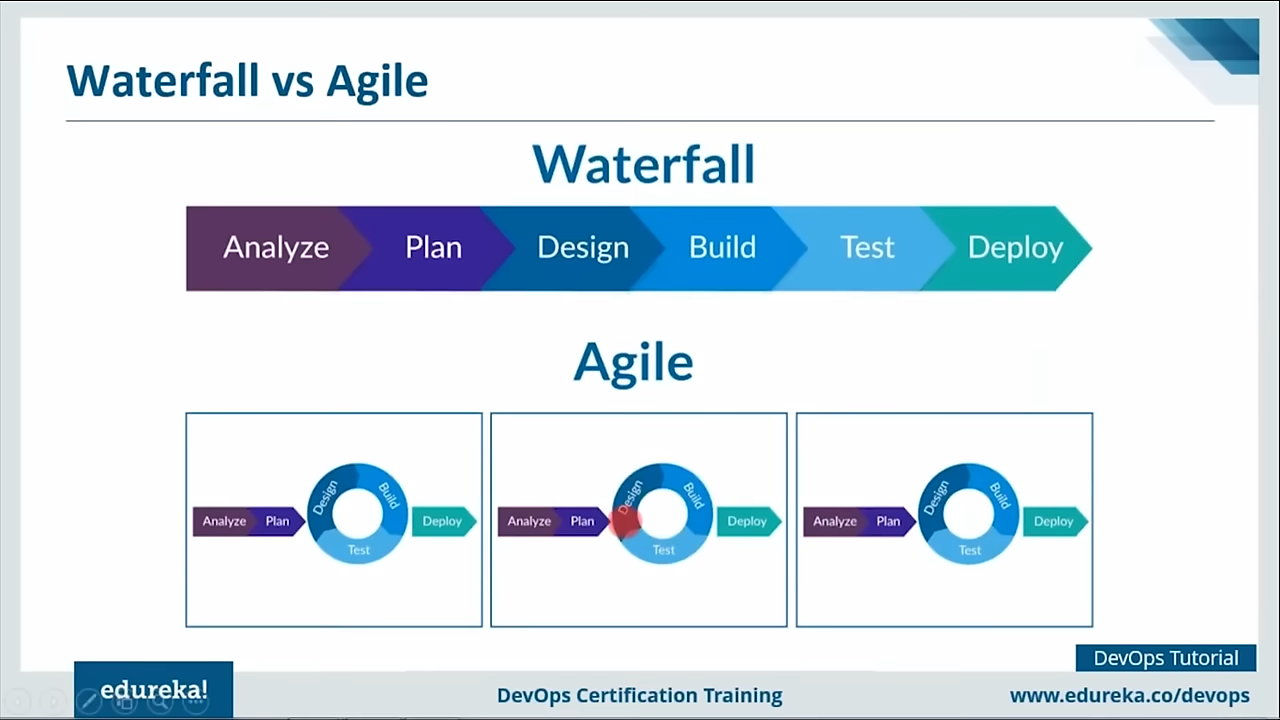 Waterfall vs Agile
Waterfall
Analyze Plan Design Build Test Deploy
Agile
Analyze Plan Design Build Test Deploy
Analyze Plan Design Build Test Deploy
Analyze Plan Design Build Test Deploy
DevOps Tutorial
edureka!
DevOps Certification Training
www.edureka.co/devops